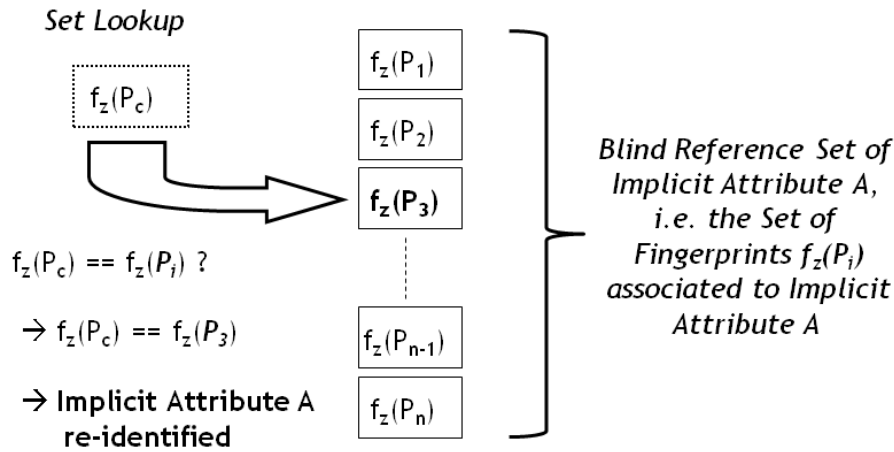 Set Lookup
f_z(P_c)
f_z(P_1)
f_z(P_2)
f_z(P_3)
f_z(P_{n-1})
f_z(P_n)
f_z(P_c) == f_z(P_i) ?
→ f_z(P_c) == f_z(P_3)
→ Implicit Attribute A
re-identified
Blind Reference Set of
Implicit Attribute A,
i.e. the Set of
Fingerprints f_z(P_i)
associated to Implicit
Attribute A